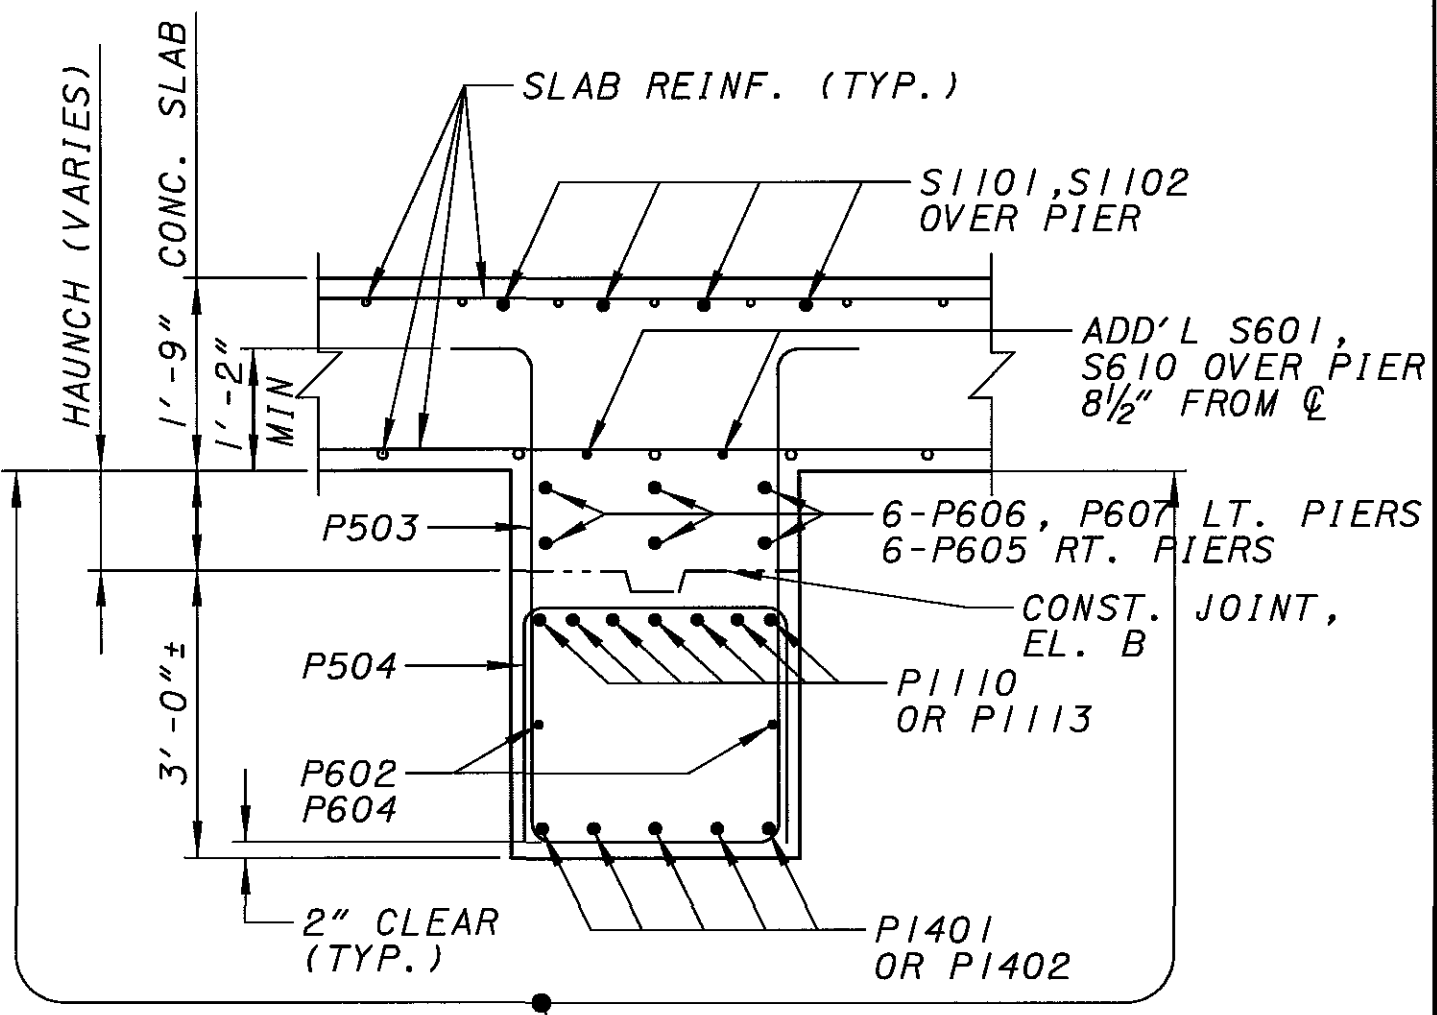 SLAB REINF. (TYP.)
S1101,S1102
OVER PIER
HAUNCH (VARIES)
1'-9" CONC. SLAB
1'-2"
MIN
ADD'L S601,
S610 OVER PIER
8½" FROM ℄
P503
6-P606, P607 LT. PIERS
6-P605 RT. PIERS
CONST. JOINT,
EL. B
P504
3'-0"±
P1110
OR P1113
P602
P604
2" CLEAR
(TYP.)
P1401
OR P1402